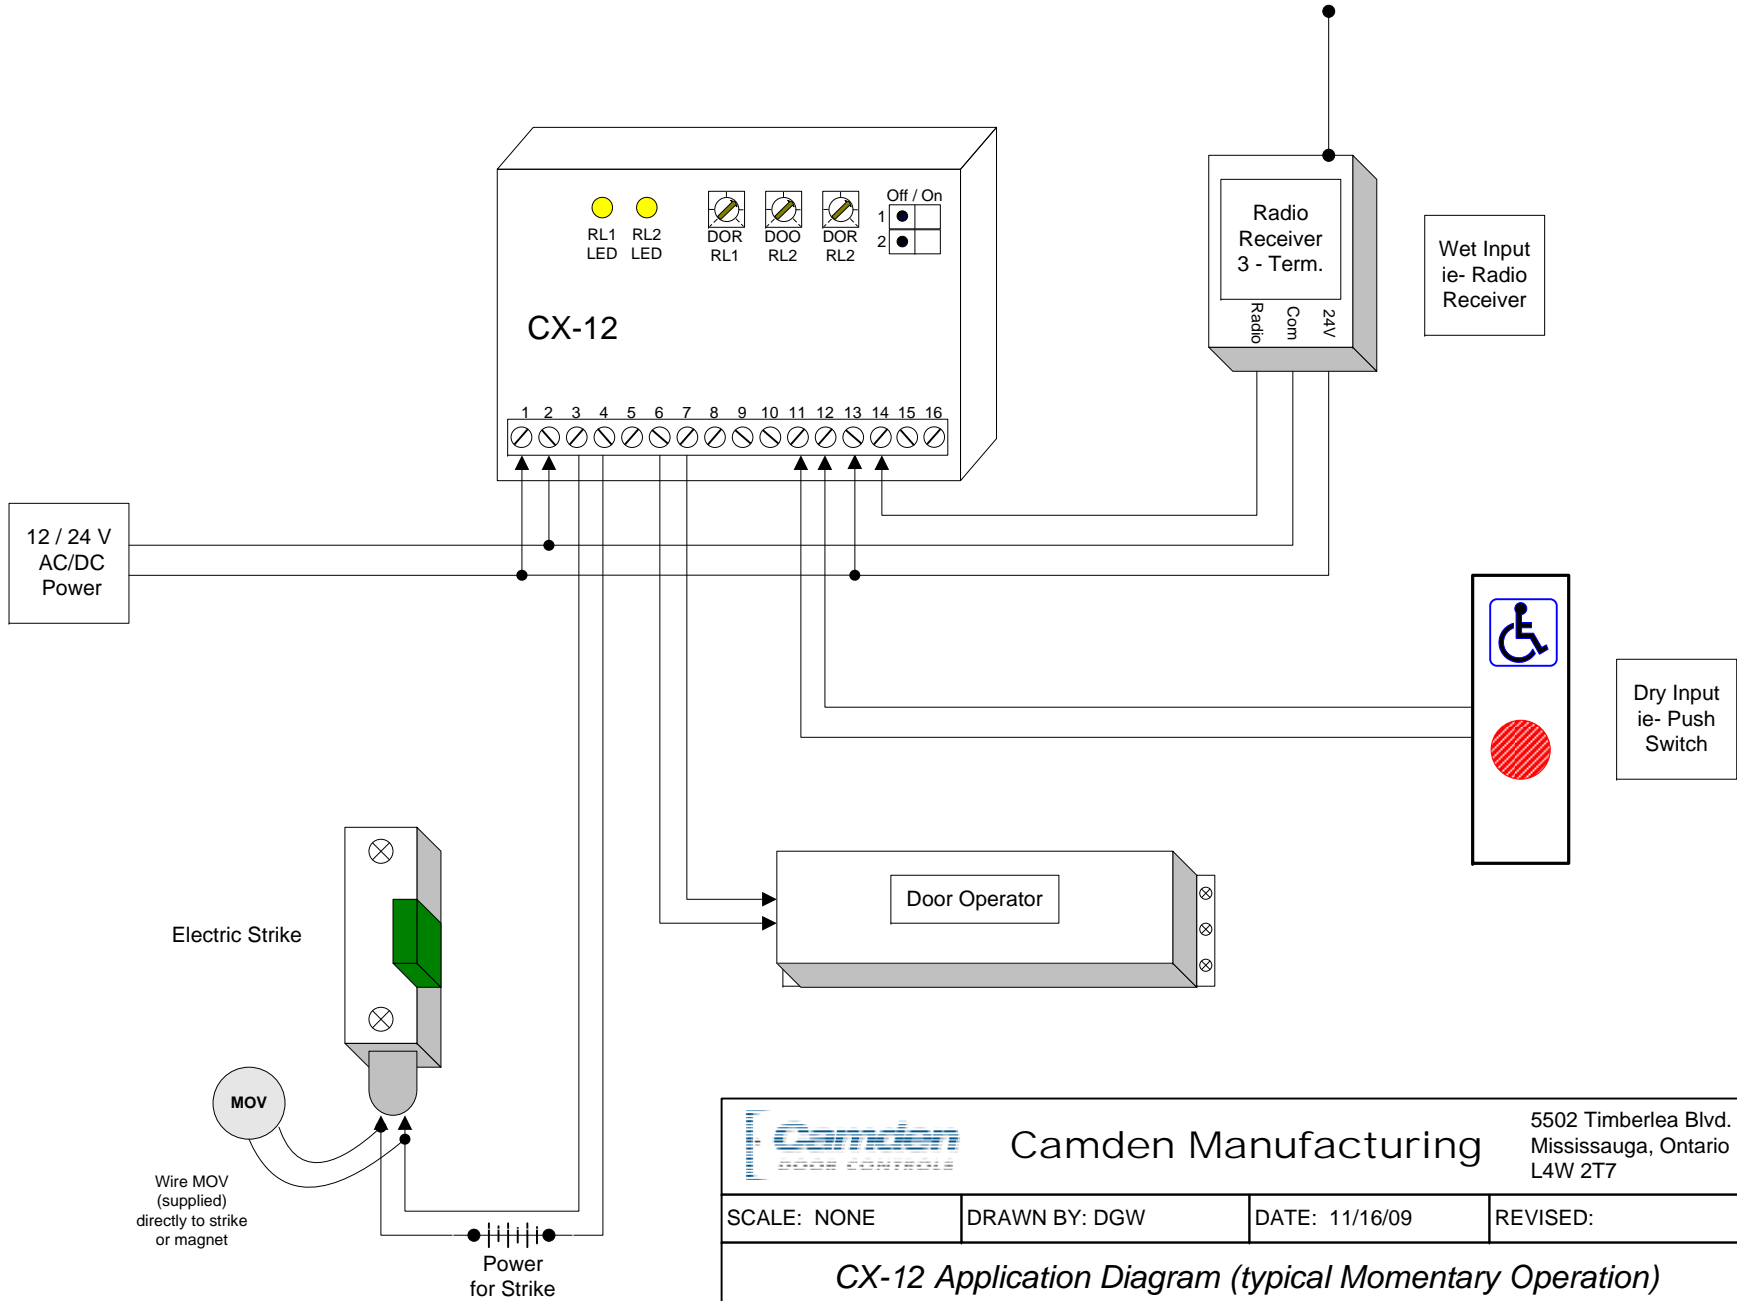 Off / On
1
2
RL1
LED
RL2
LED
DOR
RL1
DOO
RL2
DOR
RL2
CX-12
1 2 3 4 5 6 7 8 9 10 11 12 13 14 15 16
Radio
Receiver
3 - Term.
Radio
Com
24V
Wet Input
ie- Radio
Receiver
12 / 24 V
AC/DC
Power
Dry Input
ie- Push
Switch
Door Operator
Electric Strike
MOV
Wire MOV
(supplied)
directly to strike
or magnet
Power
for Strike
Camden
DOOR CONTROLS
Camden Manufacturing
5502 Timberlea Blvd.
Mississauga, Ontario
L4W 2T7
SCALE: NONE
DRAWN BY: DGW
DATE: 11/16/09
REVISED:
CX-12 Application Diagram (typical Momentary Operation)